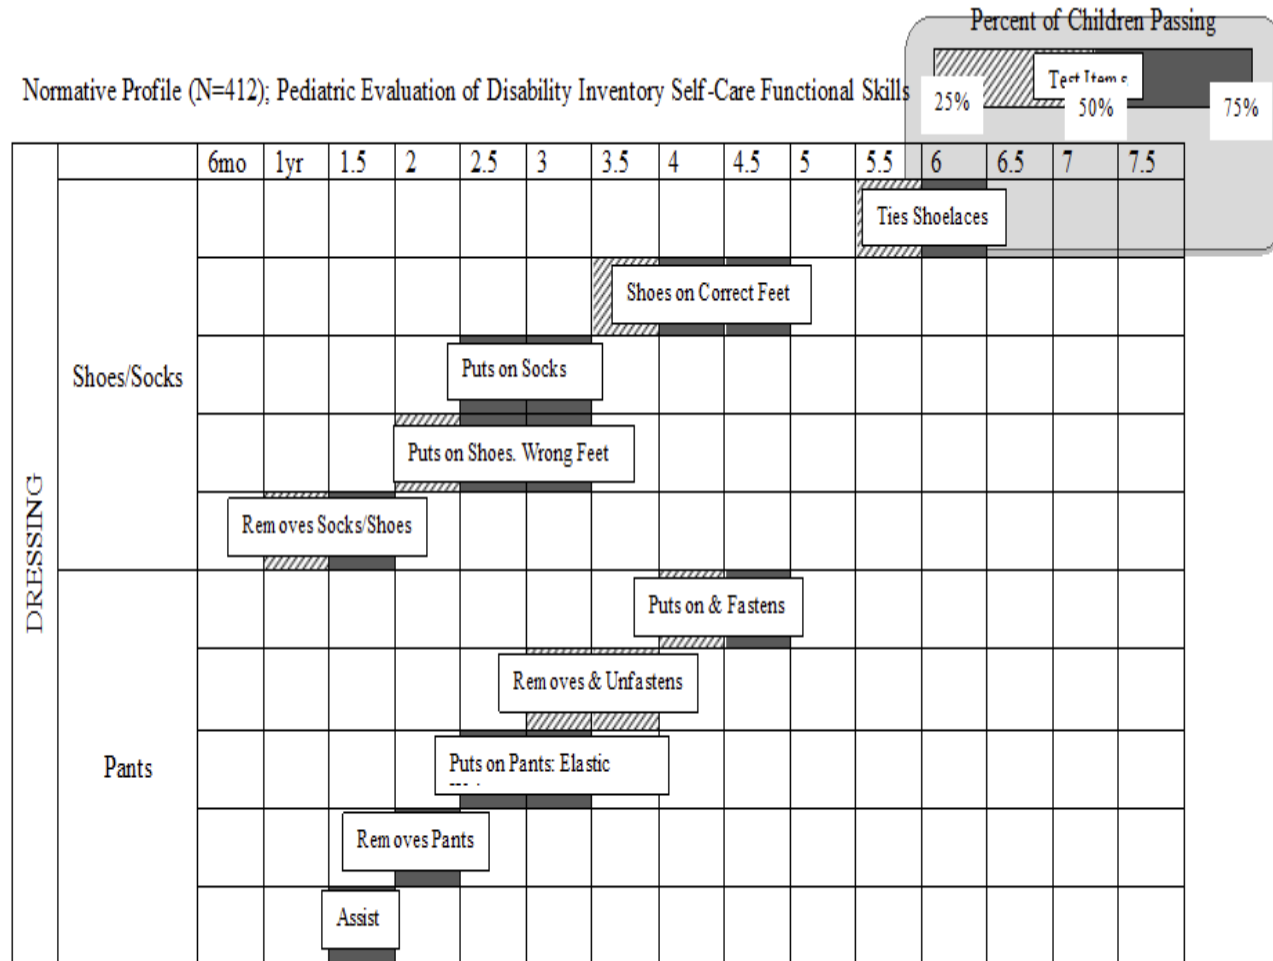 Percent of Children Passing
Normative Profile (N=412); Pediatric Evaluation of Disability Inventory Self-Care Functional Skills
Test Items
25%
50%
75%
6mo 1yr 1.5 2 2.5 3 3.5 4 4.5 5 5.5 6 6.5 7 7.5
DRESSING
Shoes/Socks
Ties Shoelaces
Shoes on Correct Feet
Puts on Socks
Puts on Shoes. Wrong Feet
Removes Socks/Shoes
Pants
Puts on & Fastens
Removes & Unfastens
Puts on Pants: Elastic
Removes Pants
Assist